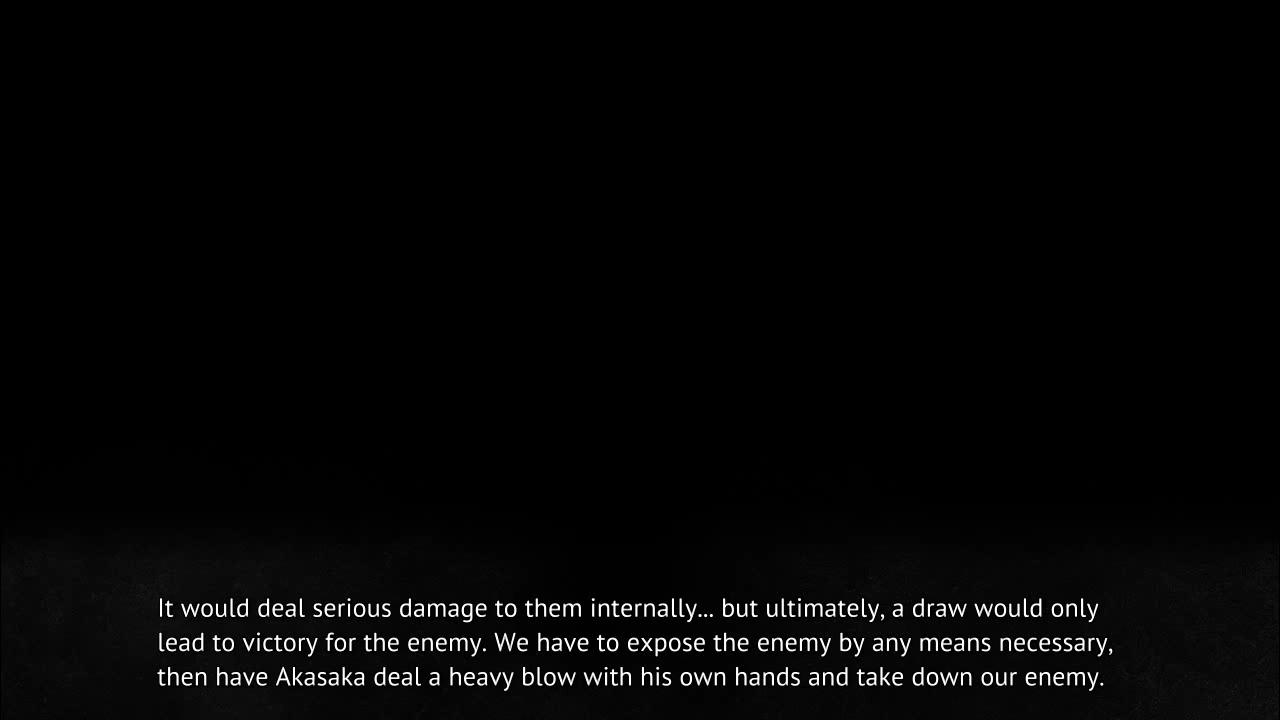 It would deal serious damage to them internally... but ultimately, a draw would only
lead to victory for the enemy. We have to expose the enemy by any means necessary,
then have Akasaka deal a heavy blow with his own hands and take down our enemy.